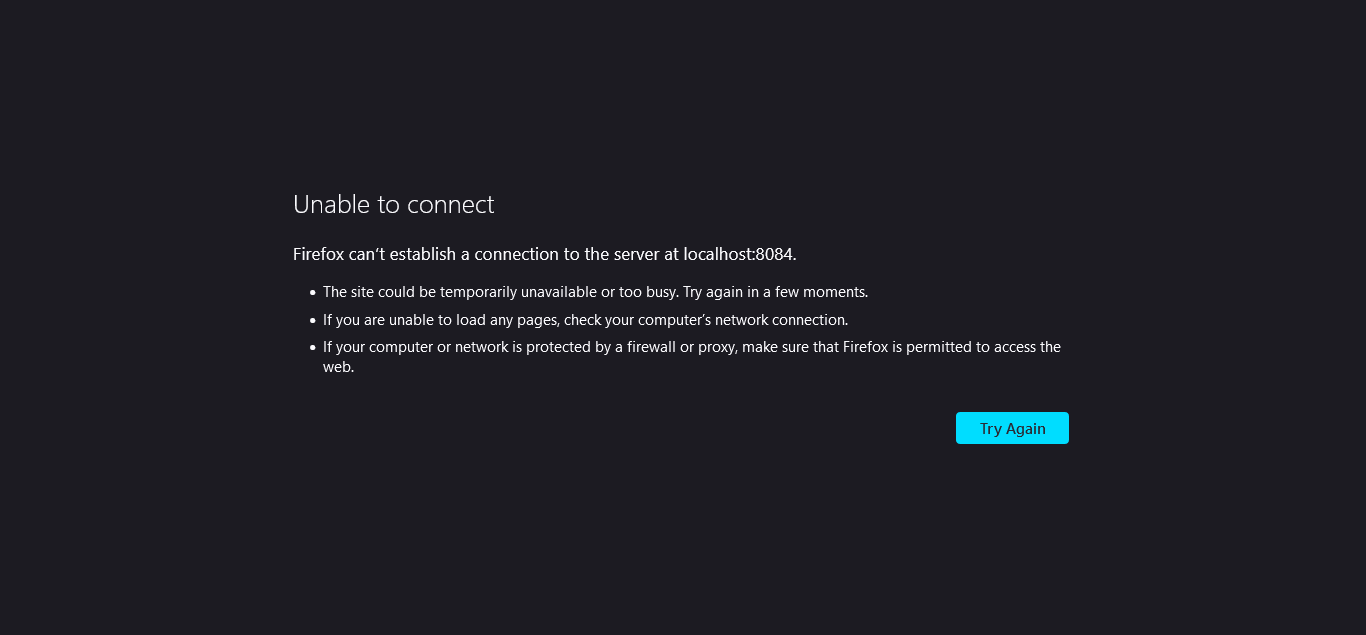 Unable to connect
Firefox can’t establish a connection to the server at localhost:8084.
The site could be temporarily unavailable or too busy. Try again in a few moments.
If you are unable to load any pages, check your computer’s network connection.
If your computer or network is protected by a firewall or proxy, make sure that Firefox is permitted to access the
web.
Try Again